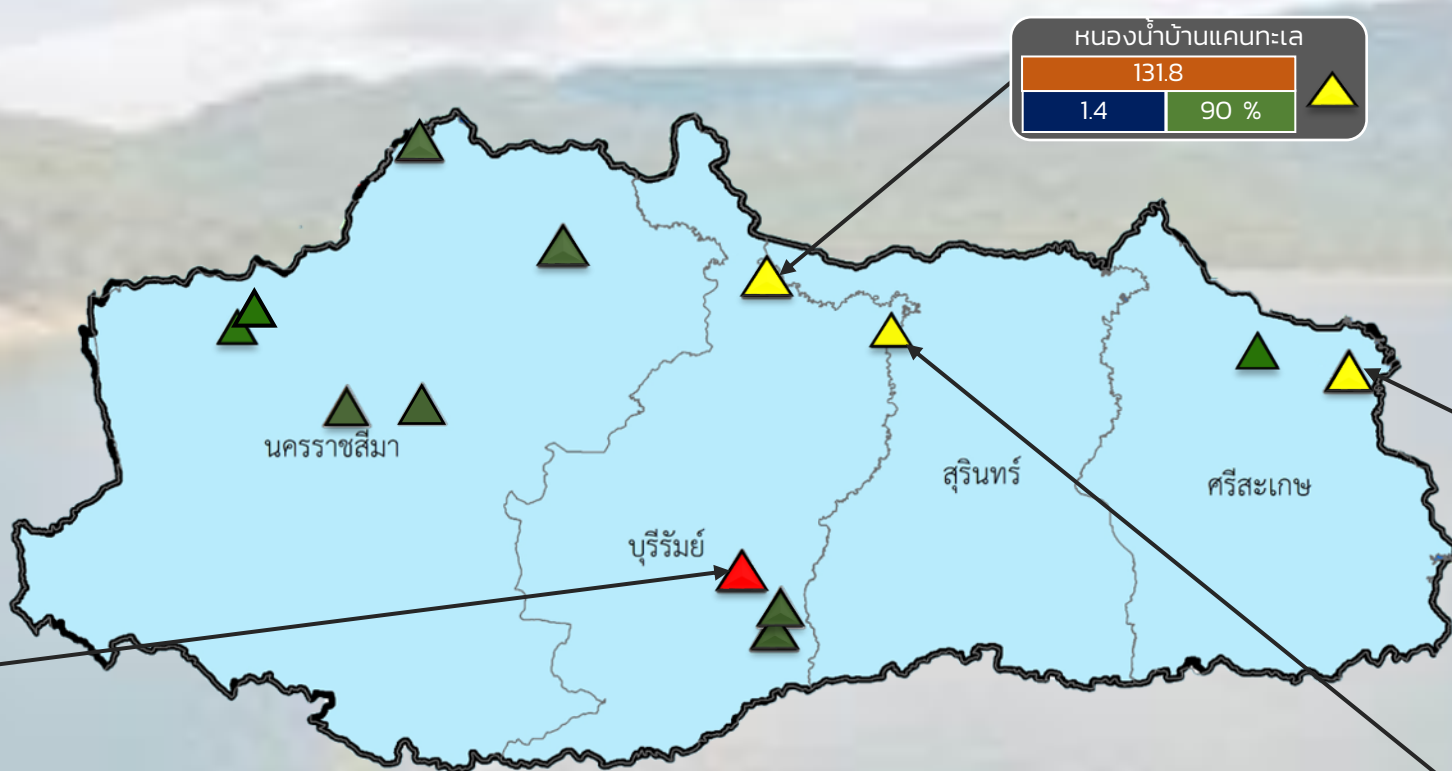 หนองน้ำบ้านแคนทะเล
131.8
1.4 90 %
นครราชสีมา
สุรินทร์
ศรีสะเกษ
บุรีรัมย์